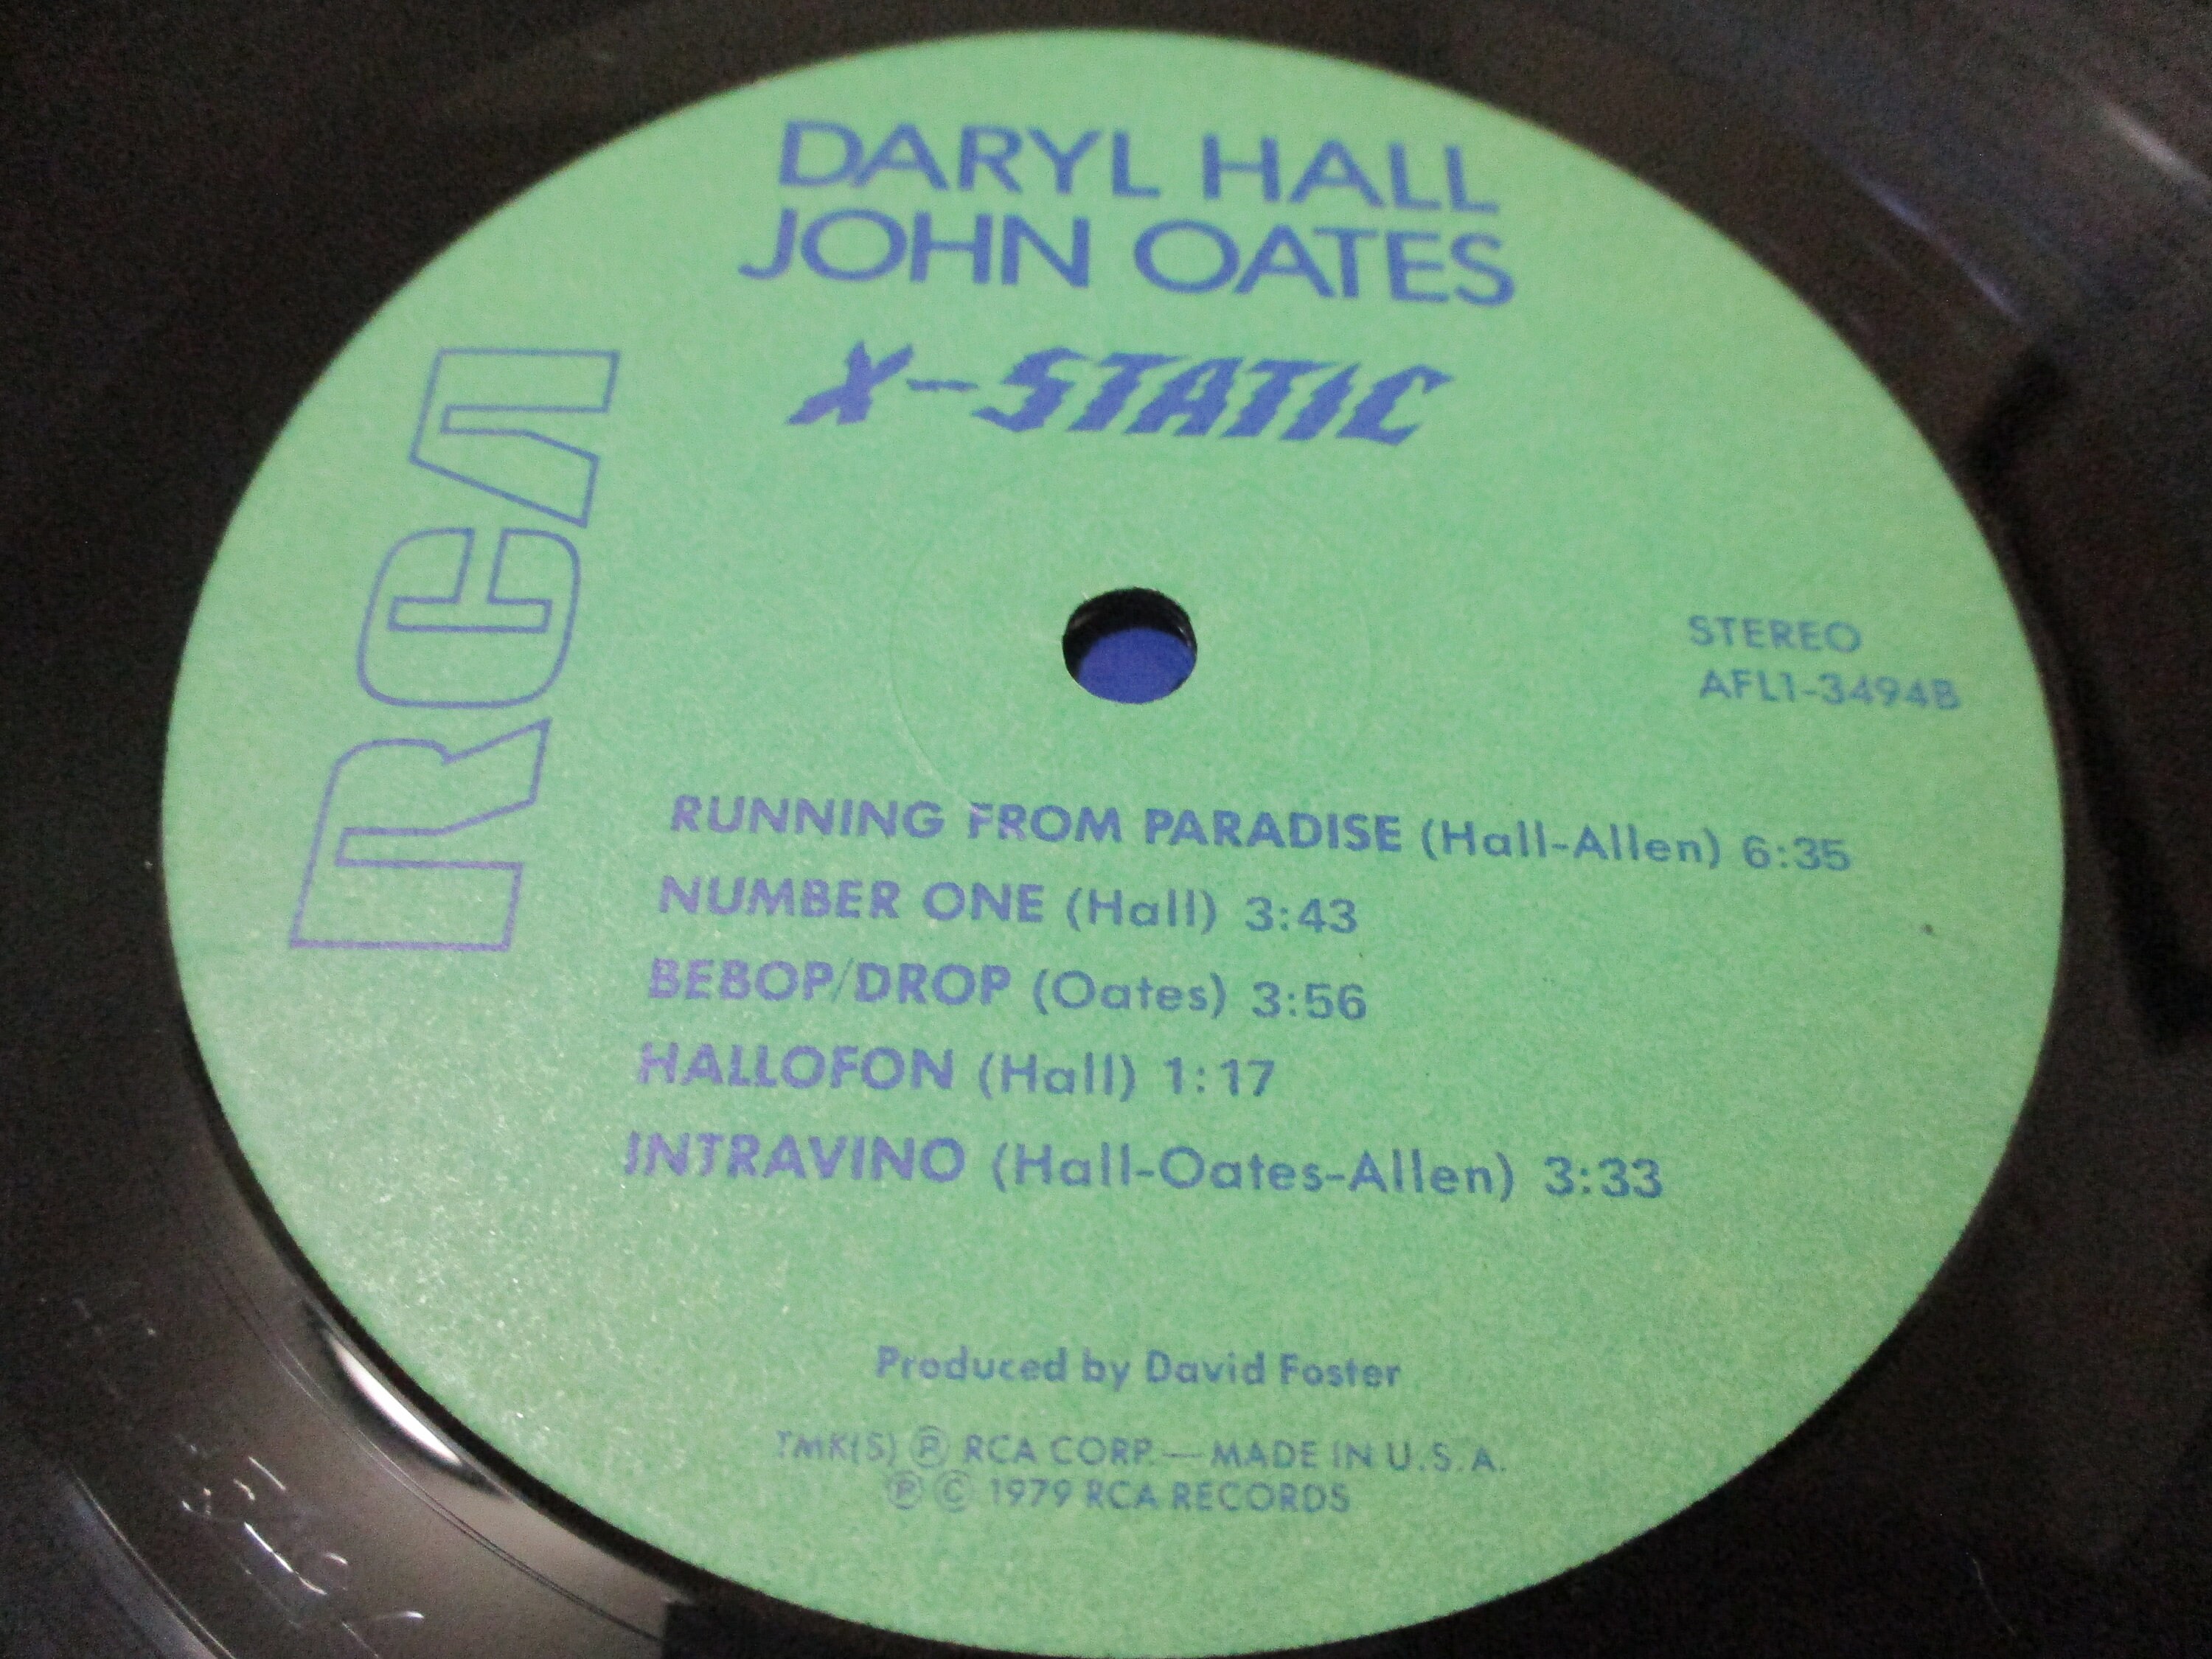 DARYL HALL
JOHN OATES
X-STATIC
RCA
STEREO
AFL1-3494B
RUNNING FROM PARADISE (Hall-Allen) 6:35
NUMBER ONE (Hall) 3:43
BEBOP/DROP (Oates) 3:56
HALLOFON (Hall) 1:17
INTRAVINO (Hall-Oates-Allen) 3:33
Produced by David Foster
TMK(S) ® RCA CORP.—MADE IN U.S.A.
℗ © 1979 RCA RECORDS